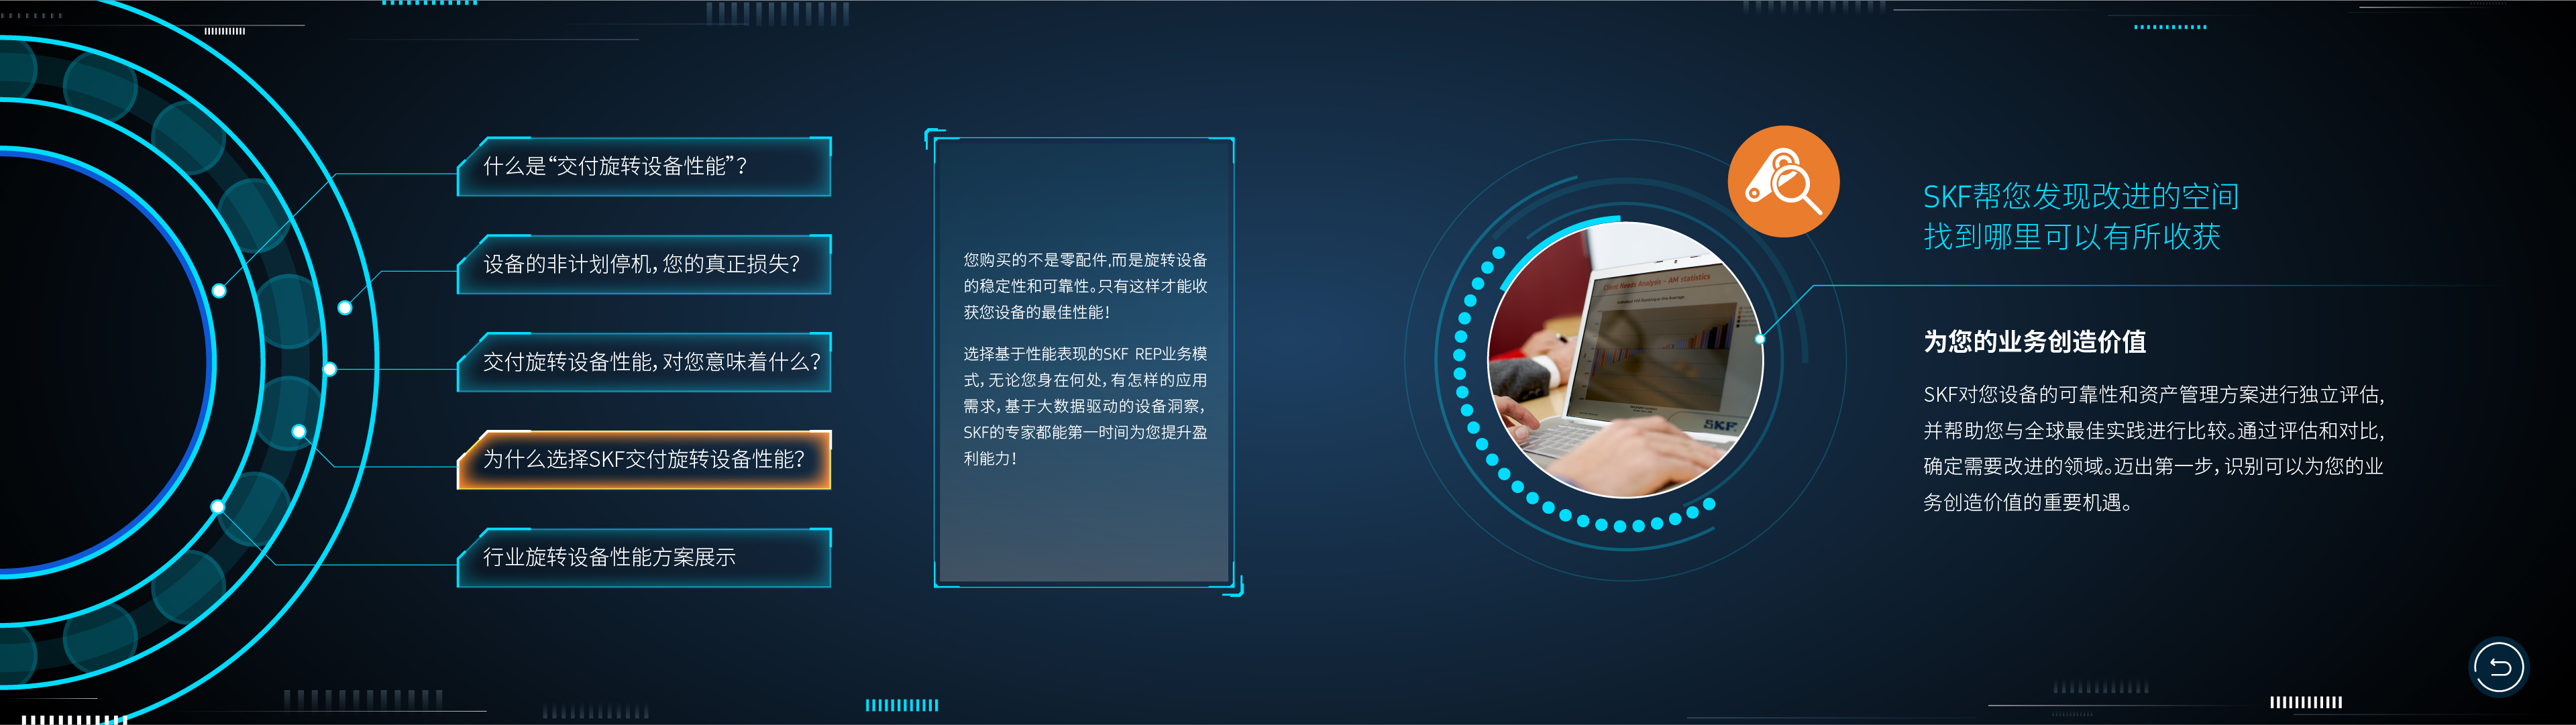 什么是“交付旋转设备性能”？
设备的非计划停机，您的真正损失？
交付旋转设备性能，对您意味着什么？
为什么选择SKF交付旋转设备性能？
行业旋转设备性能方案展示
您购买的不是零配件,而是旋转设备
的稳定性和可靠性。只有这样才能收
获您设备的最佳性能！
选择基于性能表现的SKF REP业务模
式，无论您身在何处，有怎样的应用
需求，基于大数据驱动的设备洞察，
SKF的专家都能第一时间为您提升盈
利能力！
Client Needs Analysis - AM statistics
SKF
SKF帮您发现改进的空间
找到哪里可以有所收获
为您的业务创造价值
SKF对您设备的可靠性和资产管理方案进行独立评估，
并帮助您与全球最佳实践进行比较。通过评估和对比，
确定需要改进的领域。迈出第一步，识别可以为您的业
务创造价值的重要机遇。